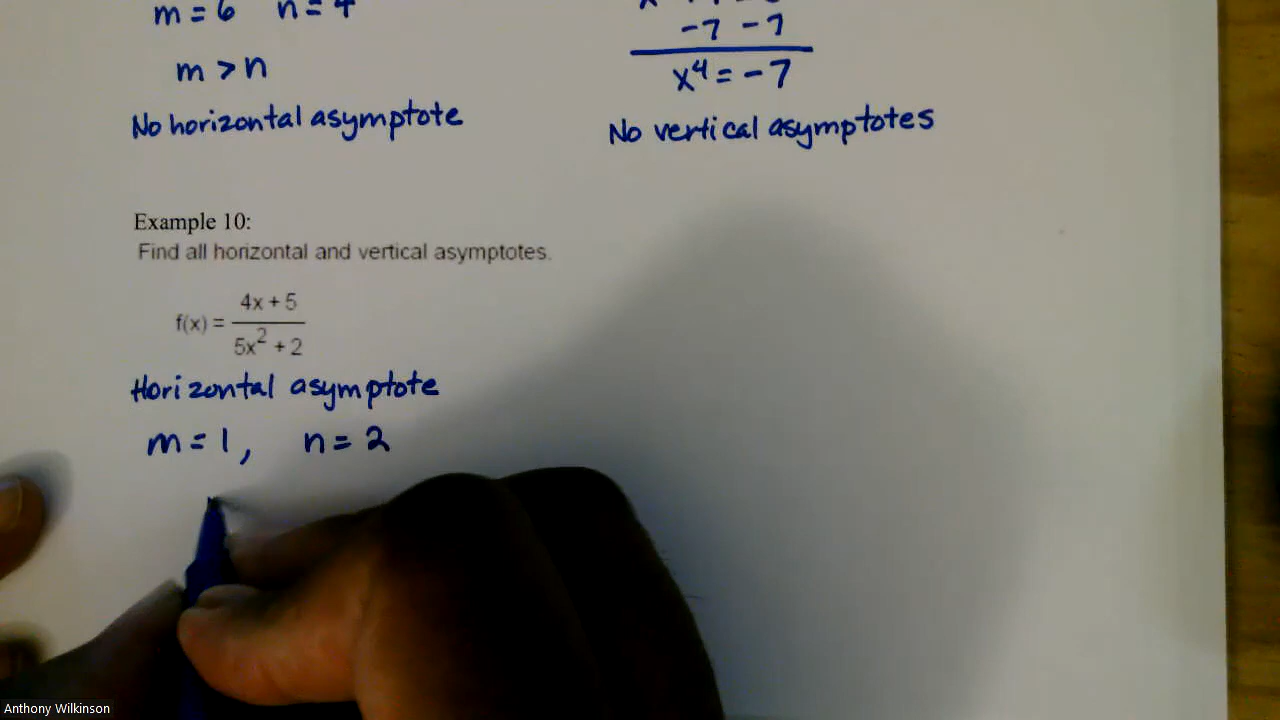 m = 6 n = 4
m > n
No horizontal asymptote
-7 -7
x⁴ = -7
No vertical asymptotes
Example 10:
Find all horizontal and vertical asymptotes.
f(x) = 4x + 5
5x² + 2
Horizontal asymptote
m = 1, n = 2
Anthony Wilkinson